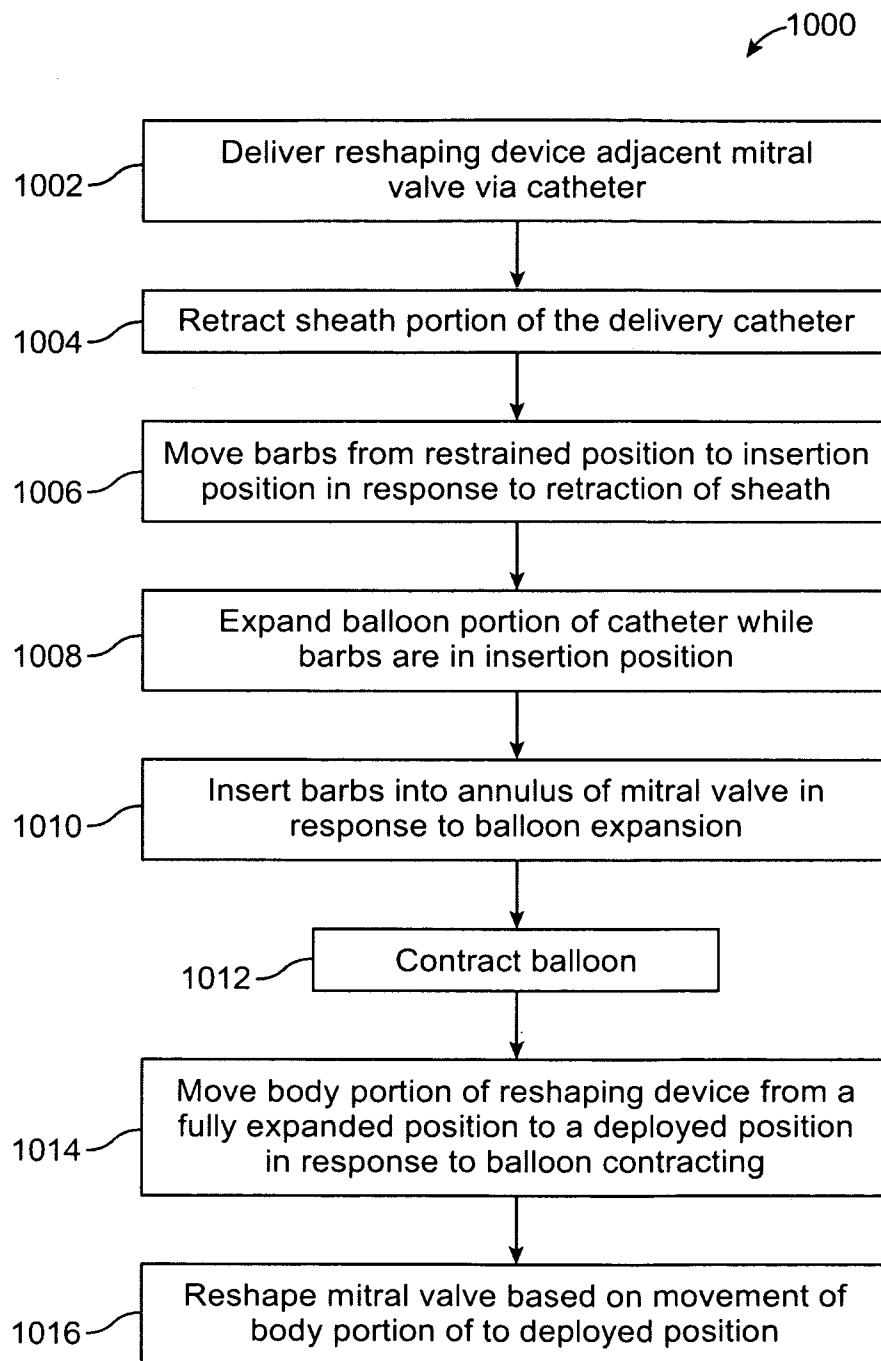 1000
Deliver reshaping device adjacent mitral
valve via catheter
1002
Retract sheath portion of the delivery catheter
1004
Move barbs from restrained position to insertion
position in response to retraction of sheath
1006
Expand balloon portion of catheter while
barbs are in insertion position
1008
Insert barbs into annulus of mitral valve in
response to balloon expansion
1010
Contract balloon
1012
Move body portion of reshaping device from a
fully expanded position to a deployed position
in response to balloon contracting
1014
Reshape mitral valve based on movement of
body portion of to deployed position
1016